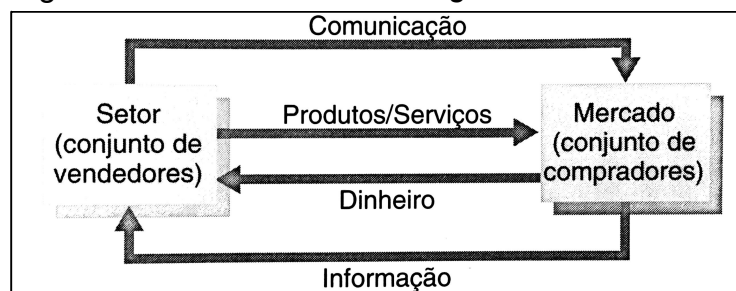 Comunicação
Setor
(conjunto de
vendedores)
Produtos/Serviços
Dinheiro
Mercado
(conjunto de
compradores)
Informação